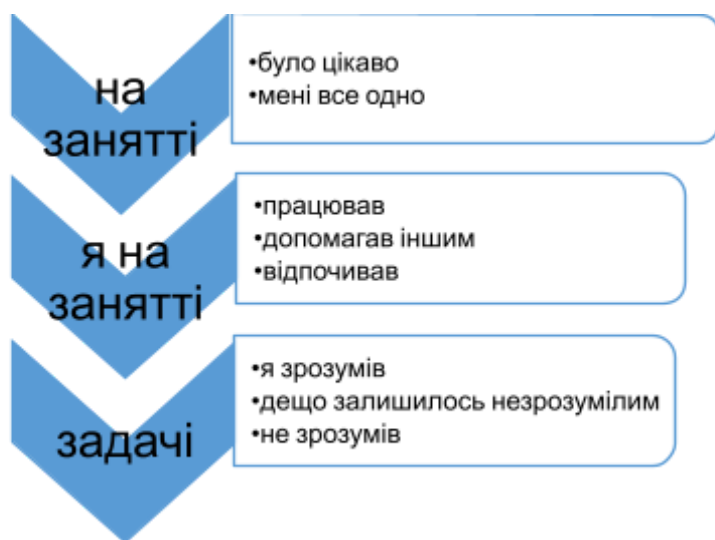 на
занятті
•було цікаво
•мені все одно
я на
занятті
•працював
•допомагав іншим
•відпочивав
задачі
•я зрозумів
•дещо залишилось незрозумілим
•не зрозумів